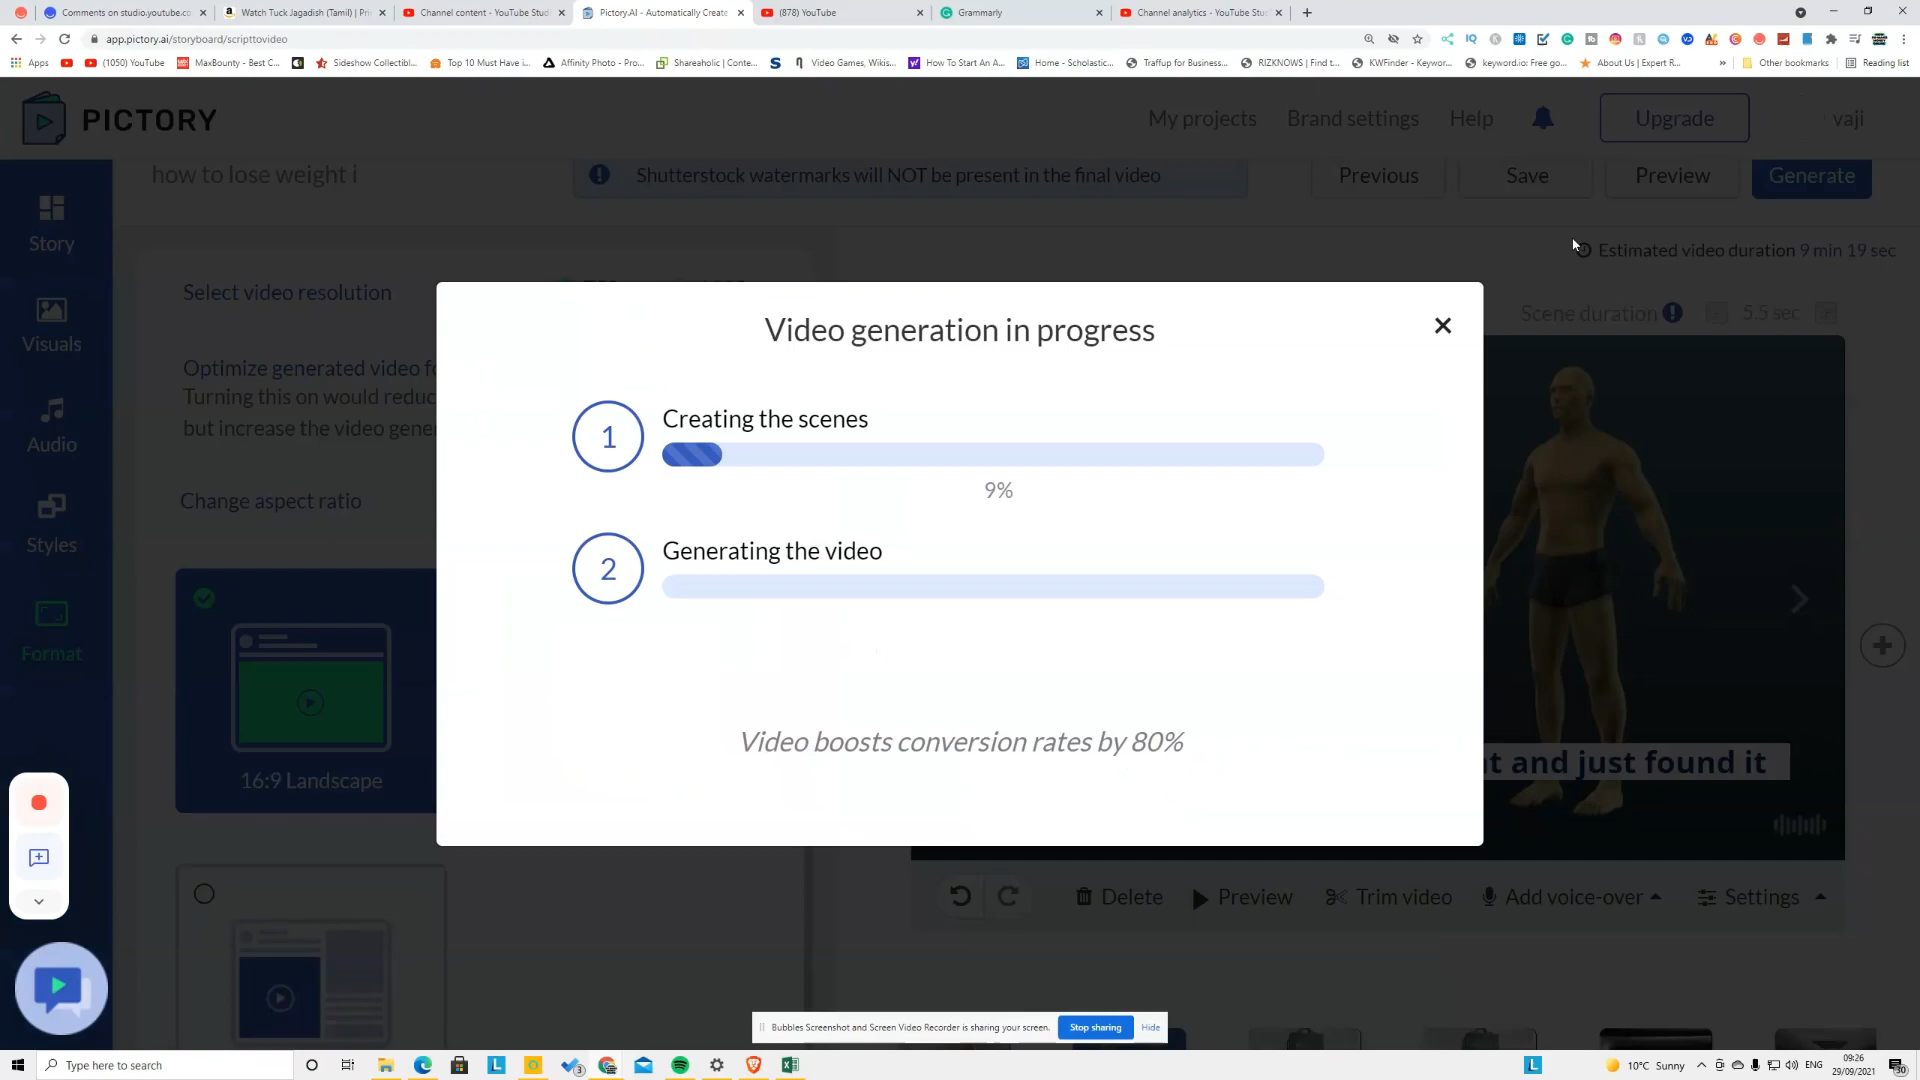 Comments on studio.youtube.co
Watch Tuck Jagadish (Tamil) | Pri
Channel content - YouTube Stud
Pictory.AI - Automatically Create
(878) YouTube
Grammarly
Channel analytics - YouTube Stu
app.pictory.ai/storyboard/scripttovideo
Apps
(1050) YouTube
MaxBounty - Best C...
Sideshow Collectibl...
Top 10 Must Have i...
Affinity Photo - Pro...
Shareaholic | Conte...
Video Games, Wikis...
How To Start An A...
Home - Scholastic...
Traffup for Business...
RIZKNOWS | Find t...
KWFinder - Keywor...
keyword.io: Free go...
About Us | Expert R...
Other bookmarks
Reading list
PICTORY
My projects
Brand settings
Help
Upgrade
vaji
how to lose weight i
Shutterstock watermarks will NOT be present in the final video
Previous
Save
Preview
Generate
Story
Visuals
Audio
Styles
Format
Estimated video duration 9 min 19 sec
Select video resolution
Scene duration
5.5 sec
Optimize generated video fo
Turning this on would reduc
but increase the video gener
Change aspect ratio
16:9 Landscape
Video generation in progress
1
Creating the scenes
9%
2
Generating the video
Video boosts conversion rates by 80%
t and just found it
Delete
Preview
Trim video
Add voice-over
Settings
Bubbles Screenshot and Screen Video Recorder is sharing your screen.
Stop sharing
Hide
Type here to search
10°C Sunny
ENG
09:26
29/09/2021